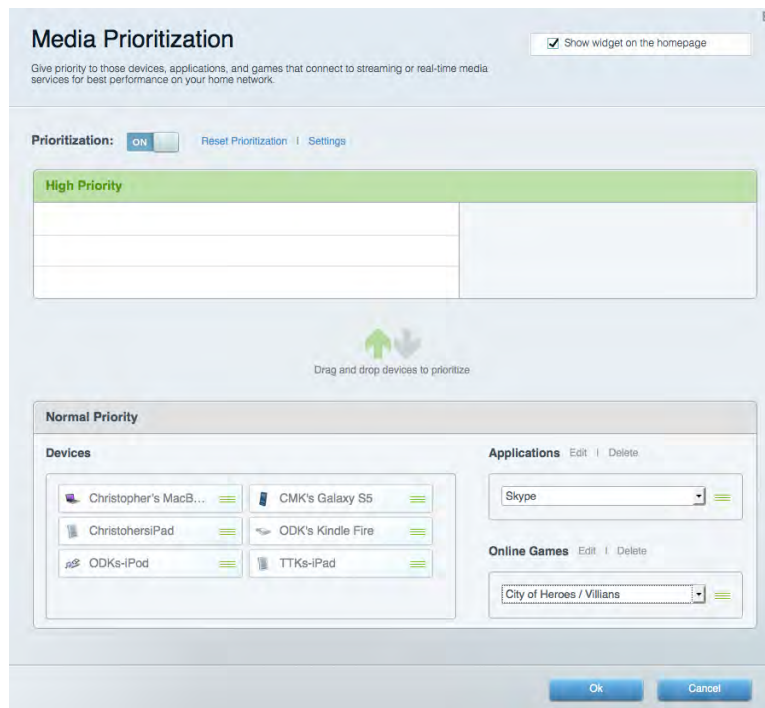 Media Prioritization
Show widget on the homepage
Give priority to those devices, applications, and games that connect to streaming or real-time media
services for best performance on your home network.
Prioritization: ON Reset Prioritization | Settings
High Priority
Drag and drop devices to prioritize
Normal Priority
Devices
Christopher's MacB... CMK's Galaxy S5
ChristohersiPad ODK's Kindle Fire
ODKs-iPod TTKs-iPad
Applications Edit | Delete
Skype
Online Games Edit | Delete
City of Heroes / Villians
Ok Cancel